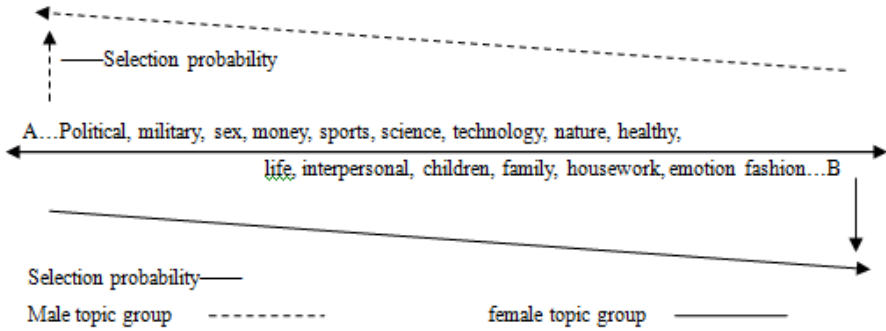 ——Selection probability
A…Political, military, sex, money, sports, science, technology, nature, healthy,
life, interpersonal, children, family, housework, emotion fashion…B
Selection probability——
Male topic group
female topic group